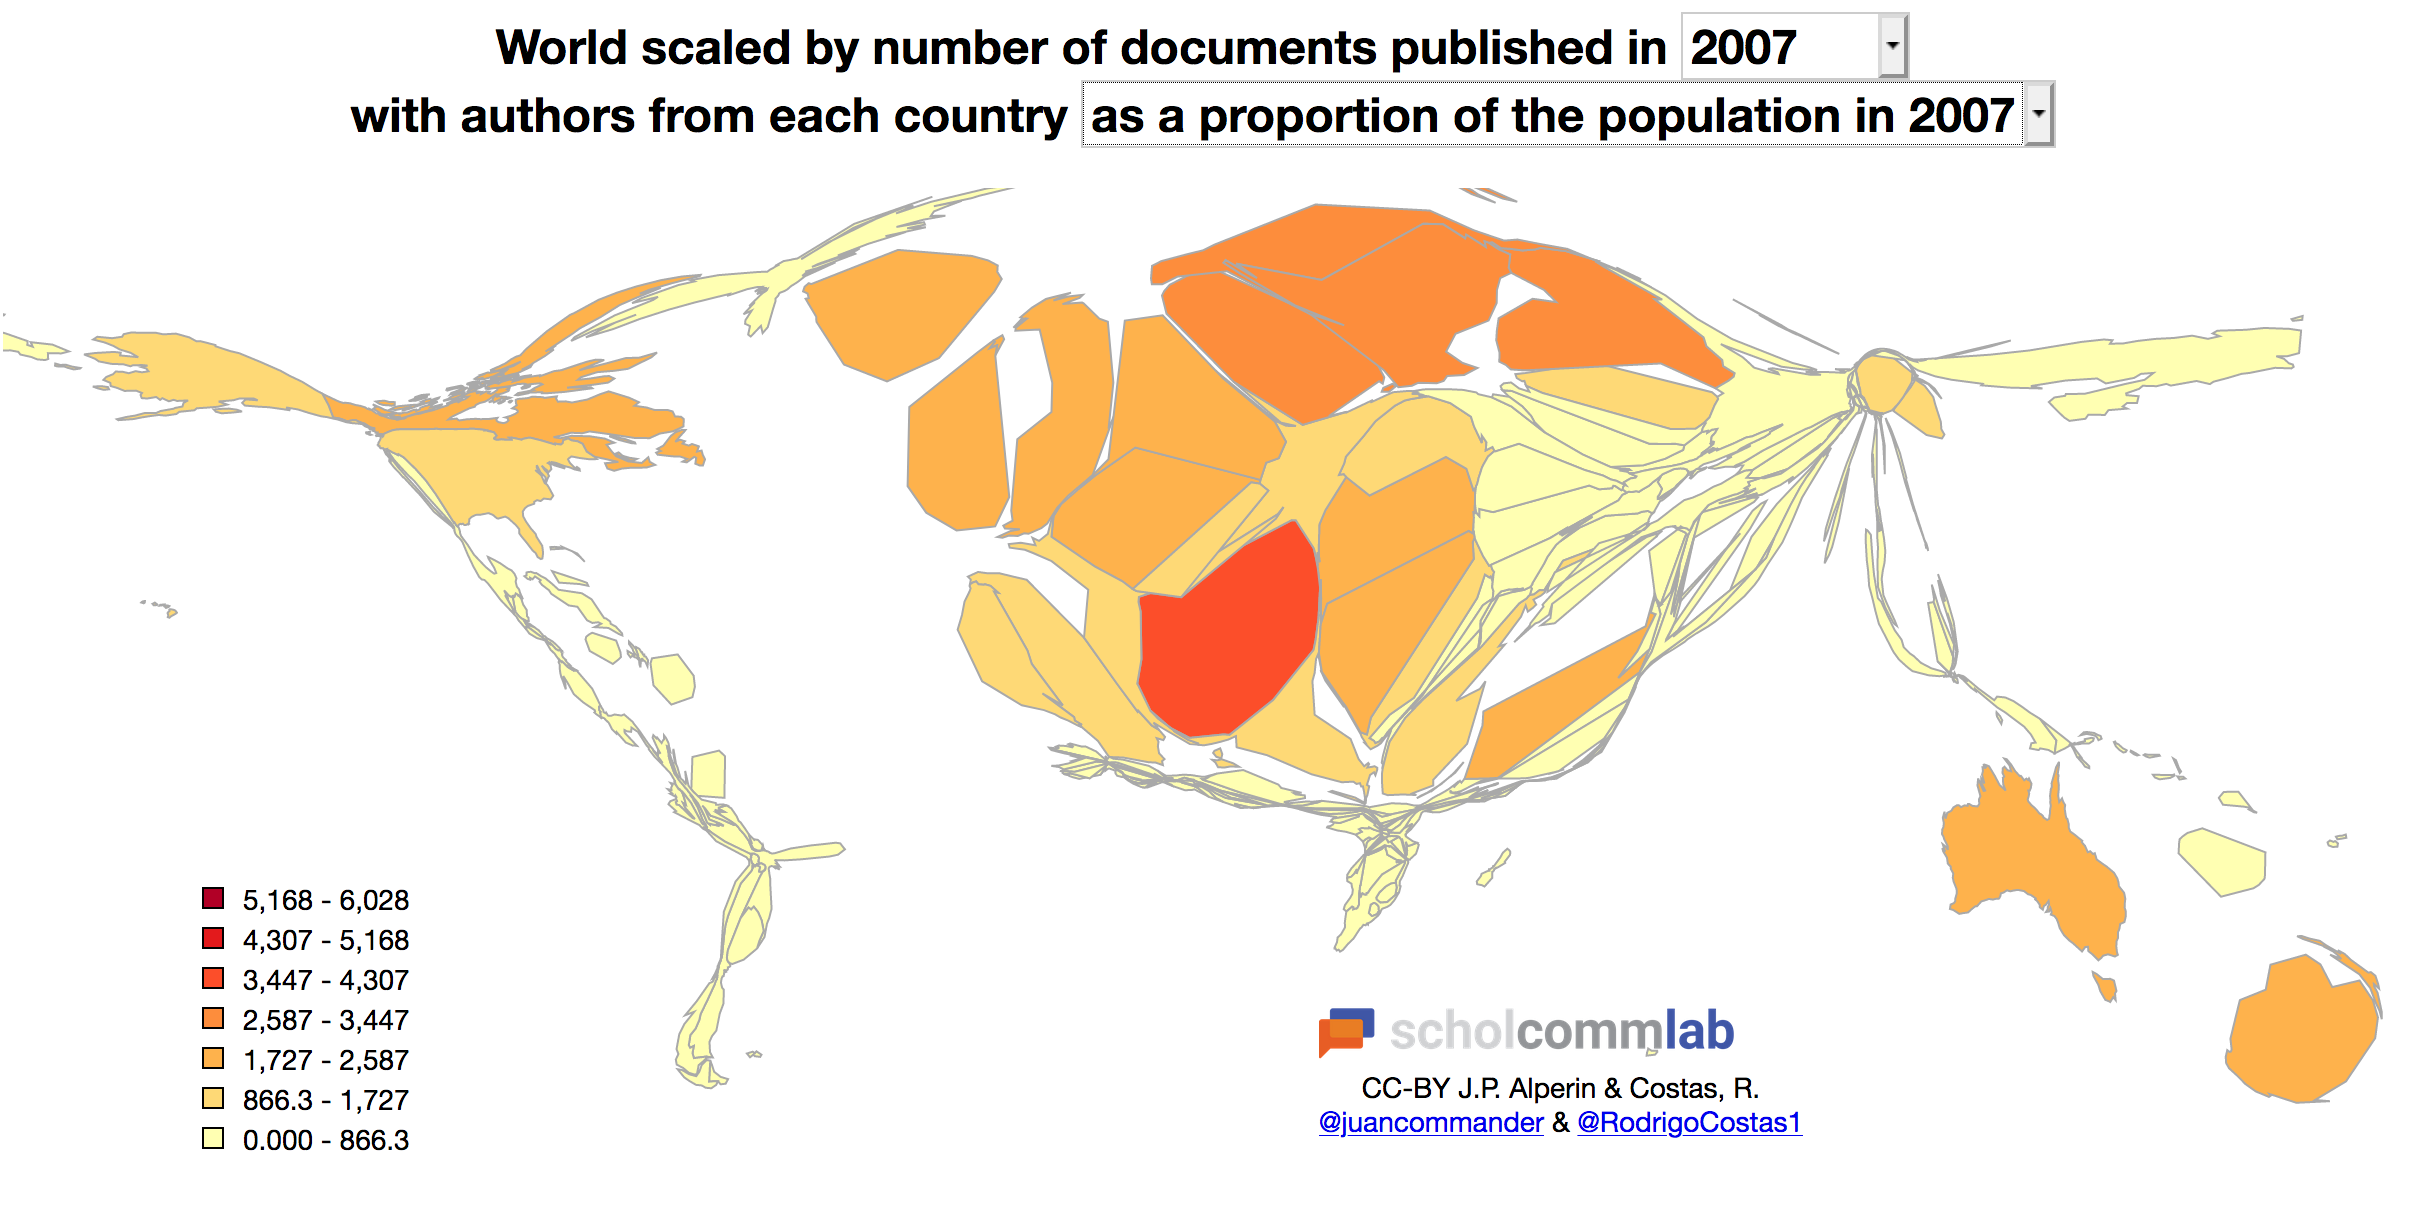 World scaled by number of documents published in 2007
with authors from each country as a proportion of the population in 2007
5,168 - 6,028
4,307 - 5,168
3,447 - 4,307
2,587 - 3,447
1,727 - 2,587
866.3 - 1,727
0.000 - 866.3
scholcommlab
CC-BY J.P. Alperin & Costas, R.
@juancommander & @RodrigoCostas1